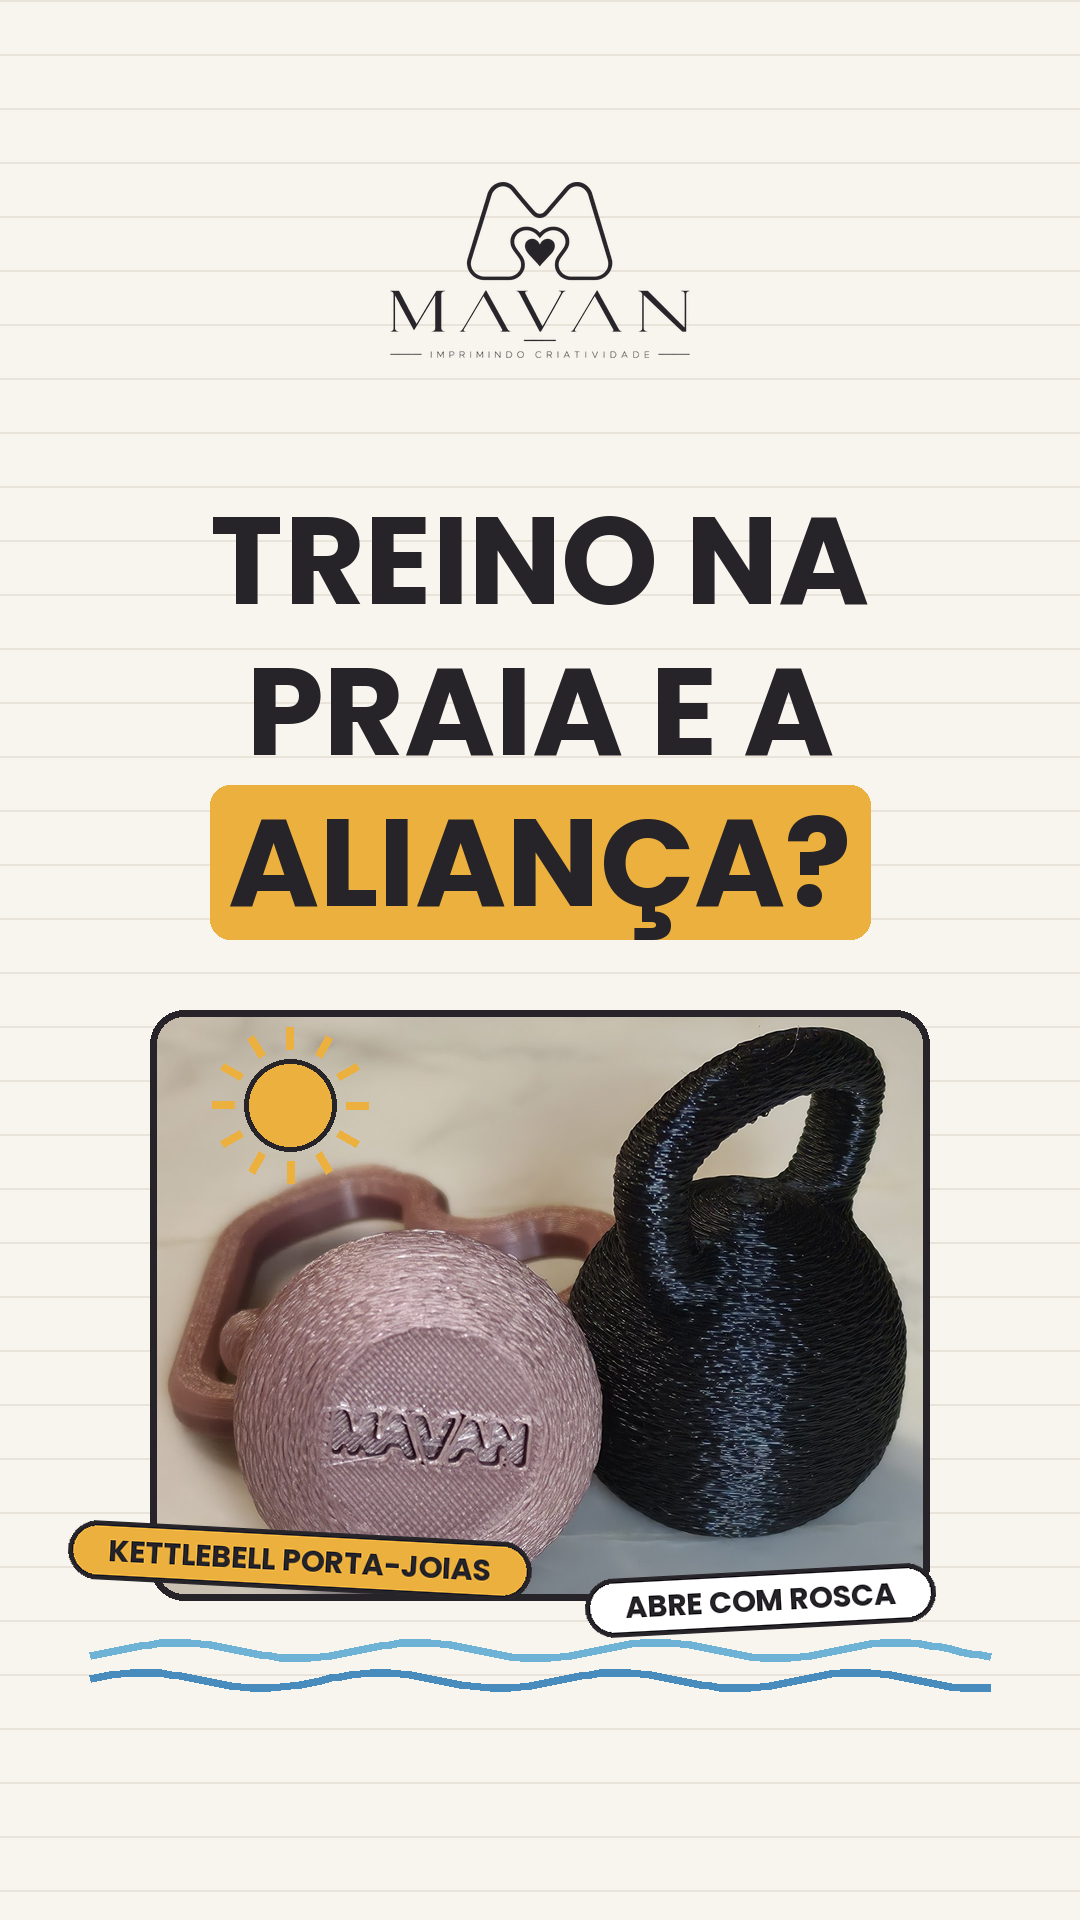 MAVAN
IMPRIMINDO CRIATIVIDADE
TREINO NA
PRAIA E A
ALIANÇA?
MAVAN
KETTLEBELL PORTA-JOIAS
ABRE COM ROSCA